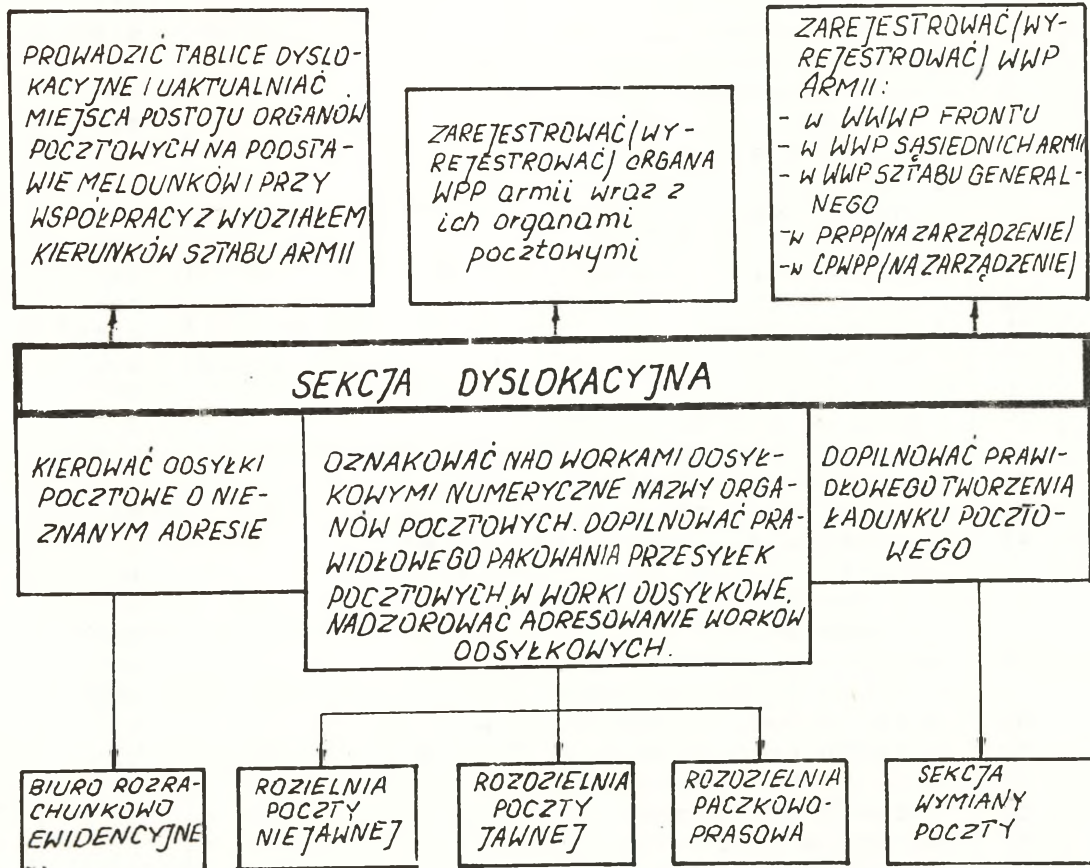 PROWADZIĆ TABLICE DYSLO-
KACYJNE I UAKTUALNIAĆ
MIEJSCA POSTOJU ORGANÓW
POCZTOWYCH NA PODSTA-
WIE MELDUNKÓW I PRZY
WSPÓŁPRACY Z WYDZIAŁEM
KIERUNKÓW SZTABU ARMII
ZAREJESTROWAĆ/WY-
REJESTROWAĆ/ ORGANA
WPP armii wraz z
ich organami
pocztowymi
ZAREJESTROWAĆ/WY-
REJESTROWAĆ/ WWP
ARMII:
- W WWWP FRONTU
- W WWP SĄSIEDNICH ARMII
- W WWP SZTABU GENERAL-
NEGO
- W PRPP/NA ZARZĄDZENIE/
- W CPWPP/NA ZARZĄDZENIE/
SEKCJA DYSLOKACYJNA
KIEROWAĆ ODSYŁKI
POCZTOWE O NIE-
ZNANYM ADRESIE
OZNAKOWAĆ NAD WORKAMI ODSYŁ-
KOWYMI NUMERYCZNE NAZWY ORGA-
NÓW POCZTOWYCH. DOPILNOWAĆ PRA-
WIDŁOWEGO PAKOWANIA PRZESYŁEK
POCZTOWYCH, W WORKI ODSYŁKOWE.
NADZOROWAĆ ADRESOWANIE WORKÓW
ODSYŁKOWYCH.
DOPILNOWAĆ PRAWI-
DŁOWEGO TWORZENIA
ŁADUNKU POCZTO-
WEGO
BIURO ROZRA-
CHUNKOWO
EWIDENCYJNE
ROZIELNIA
POCZTY
NIEJAWNEJ
ROZDZIELNIA
POCZTY
JAWNEJ
ROZDZIELNIA
PACZKOWO-
PRASOWA
SEKCJA
WYMIANY
POCZTY